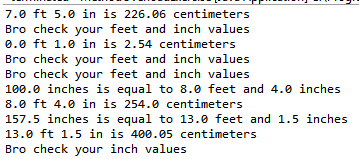 7.0 ft 5.0 in is 226.06 centimeters
Bro check your feet and inch values
0.0 ft 1.0 in is 2.54 centimeters
Bro check your feet and inch values
Bro check your feet and inch values
100.0 inches is equal to 8.0 feet and 4.0 inches
8.0 ft 4.0 in is 254.0 centimeters
157.5 inches is equal to 13.0 feet and 1.5 inches
13.0 ft 1.5 in is 400.05 centimeters
Bro check your inch values